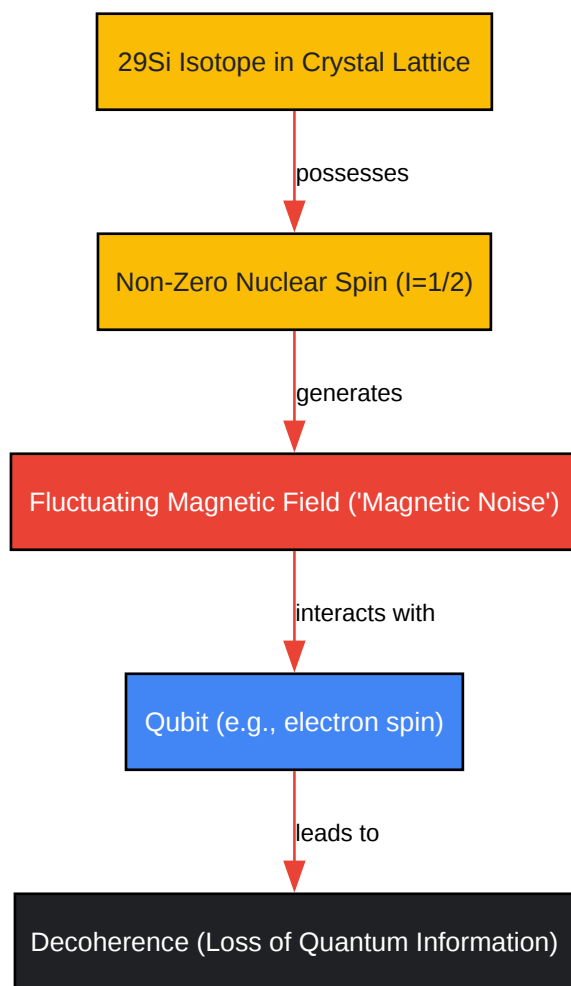 29Si Isotope in Crystal Lattice
possesses
Non-Zero Nuclear Spin (I=1/2)
generates
Fluctuating Magnetic Field ('Magnetic Noise')
interacts with
Qubit (e.g., electron spin)
leads to
Decoherence (Loss of Quantum Information)